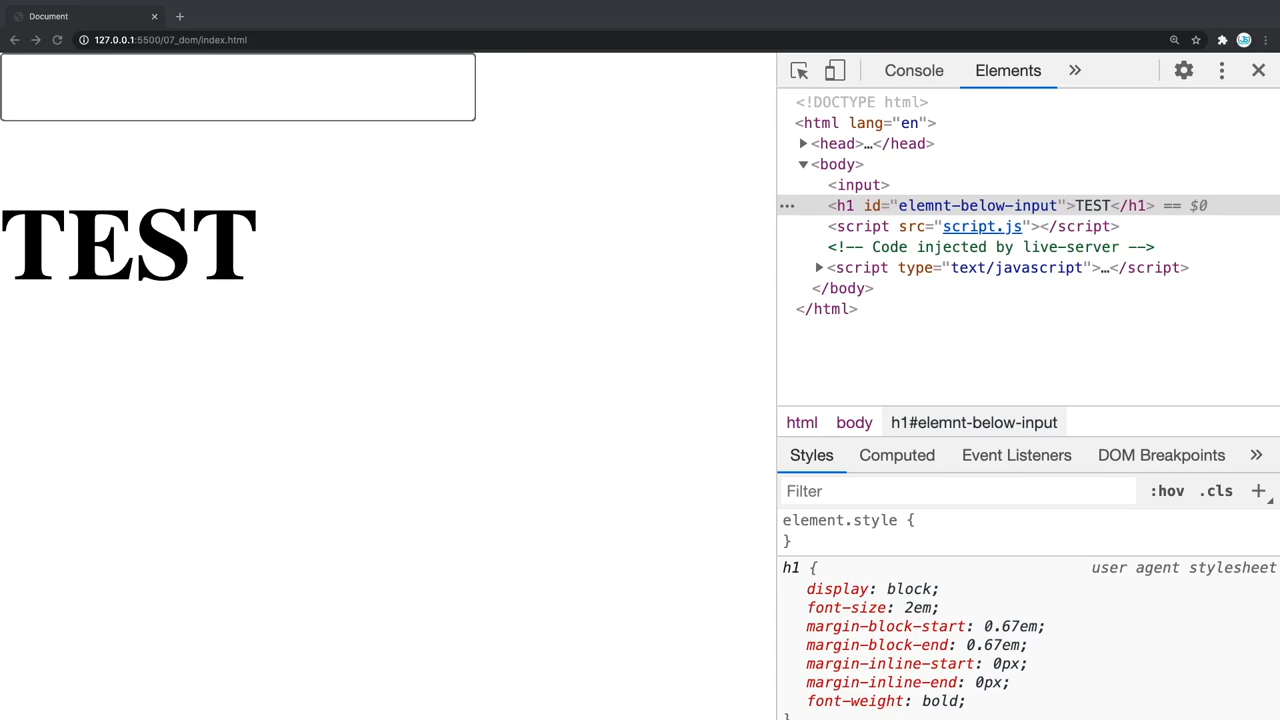 Document
127.0.0.1:5500/07_dom/index.html
TEST
Console Elements
<!DOCTYPE html>
<html lang="en">
<head>…</head>
<body>
<input>
<h1 id="elemnt-below-input">TEST</h1> == $0
<script src="script.js"></script>
<!-- Code injected by live-server -->
<script type="text/javascript">…</script>
</body>
</html>
html body h1#elemnt-below-input
Styles Computed Event Listeners DOM Breakpoints
Filter :hov .cls
element.style {
}
h1 { user agent stylesheet
display: block;
font-size: 2em;
margin-block-start: 0.67em;
margin-block-end: 0.67em;
margin-inline-start: 0px;
margin-inline-end: 0px;
font-weight: bold;
}